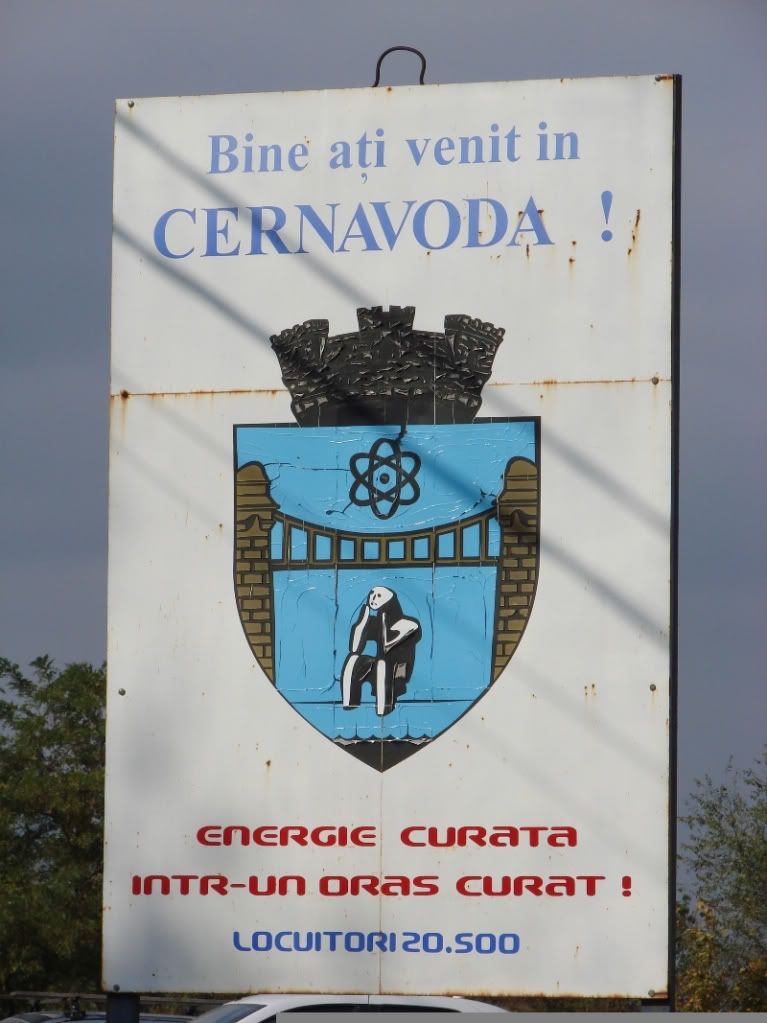 Bine ați venit in
CERNAVODA !
ENERGIE CURATA
INTR-UN ORAS CURAT !
LOCUITORI 20.500